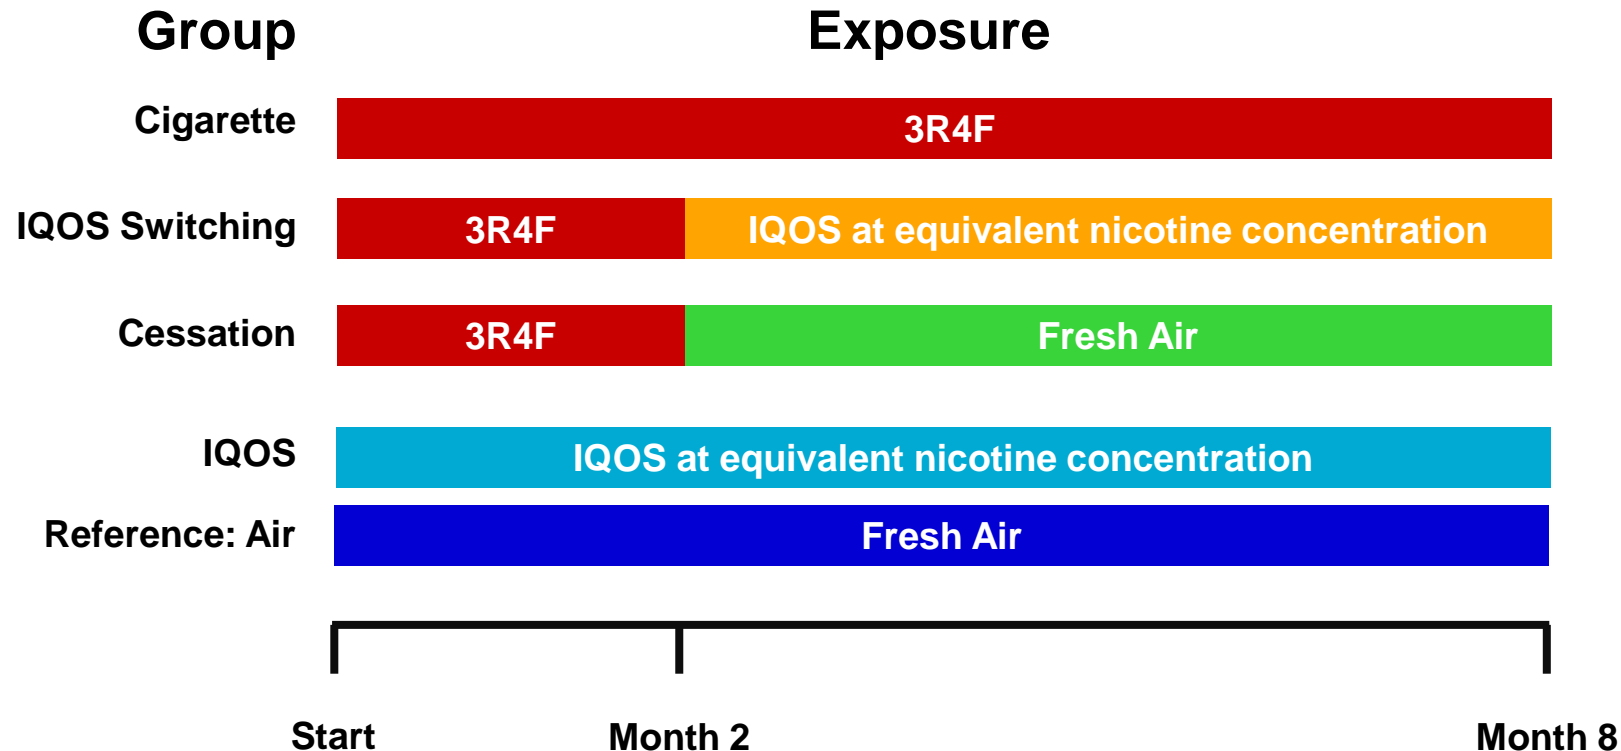 Group
Exposure
Cigarette
3R4F
IQOS Switching
3R4F
IQOS at equivalent nicotine concentration
Cessation
3R4F
Fresh Air
IQOS
IQOS at equivalent nicotine concentration
Reference: Air
Fresh Air
Start
Month 2
Month 8